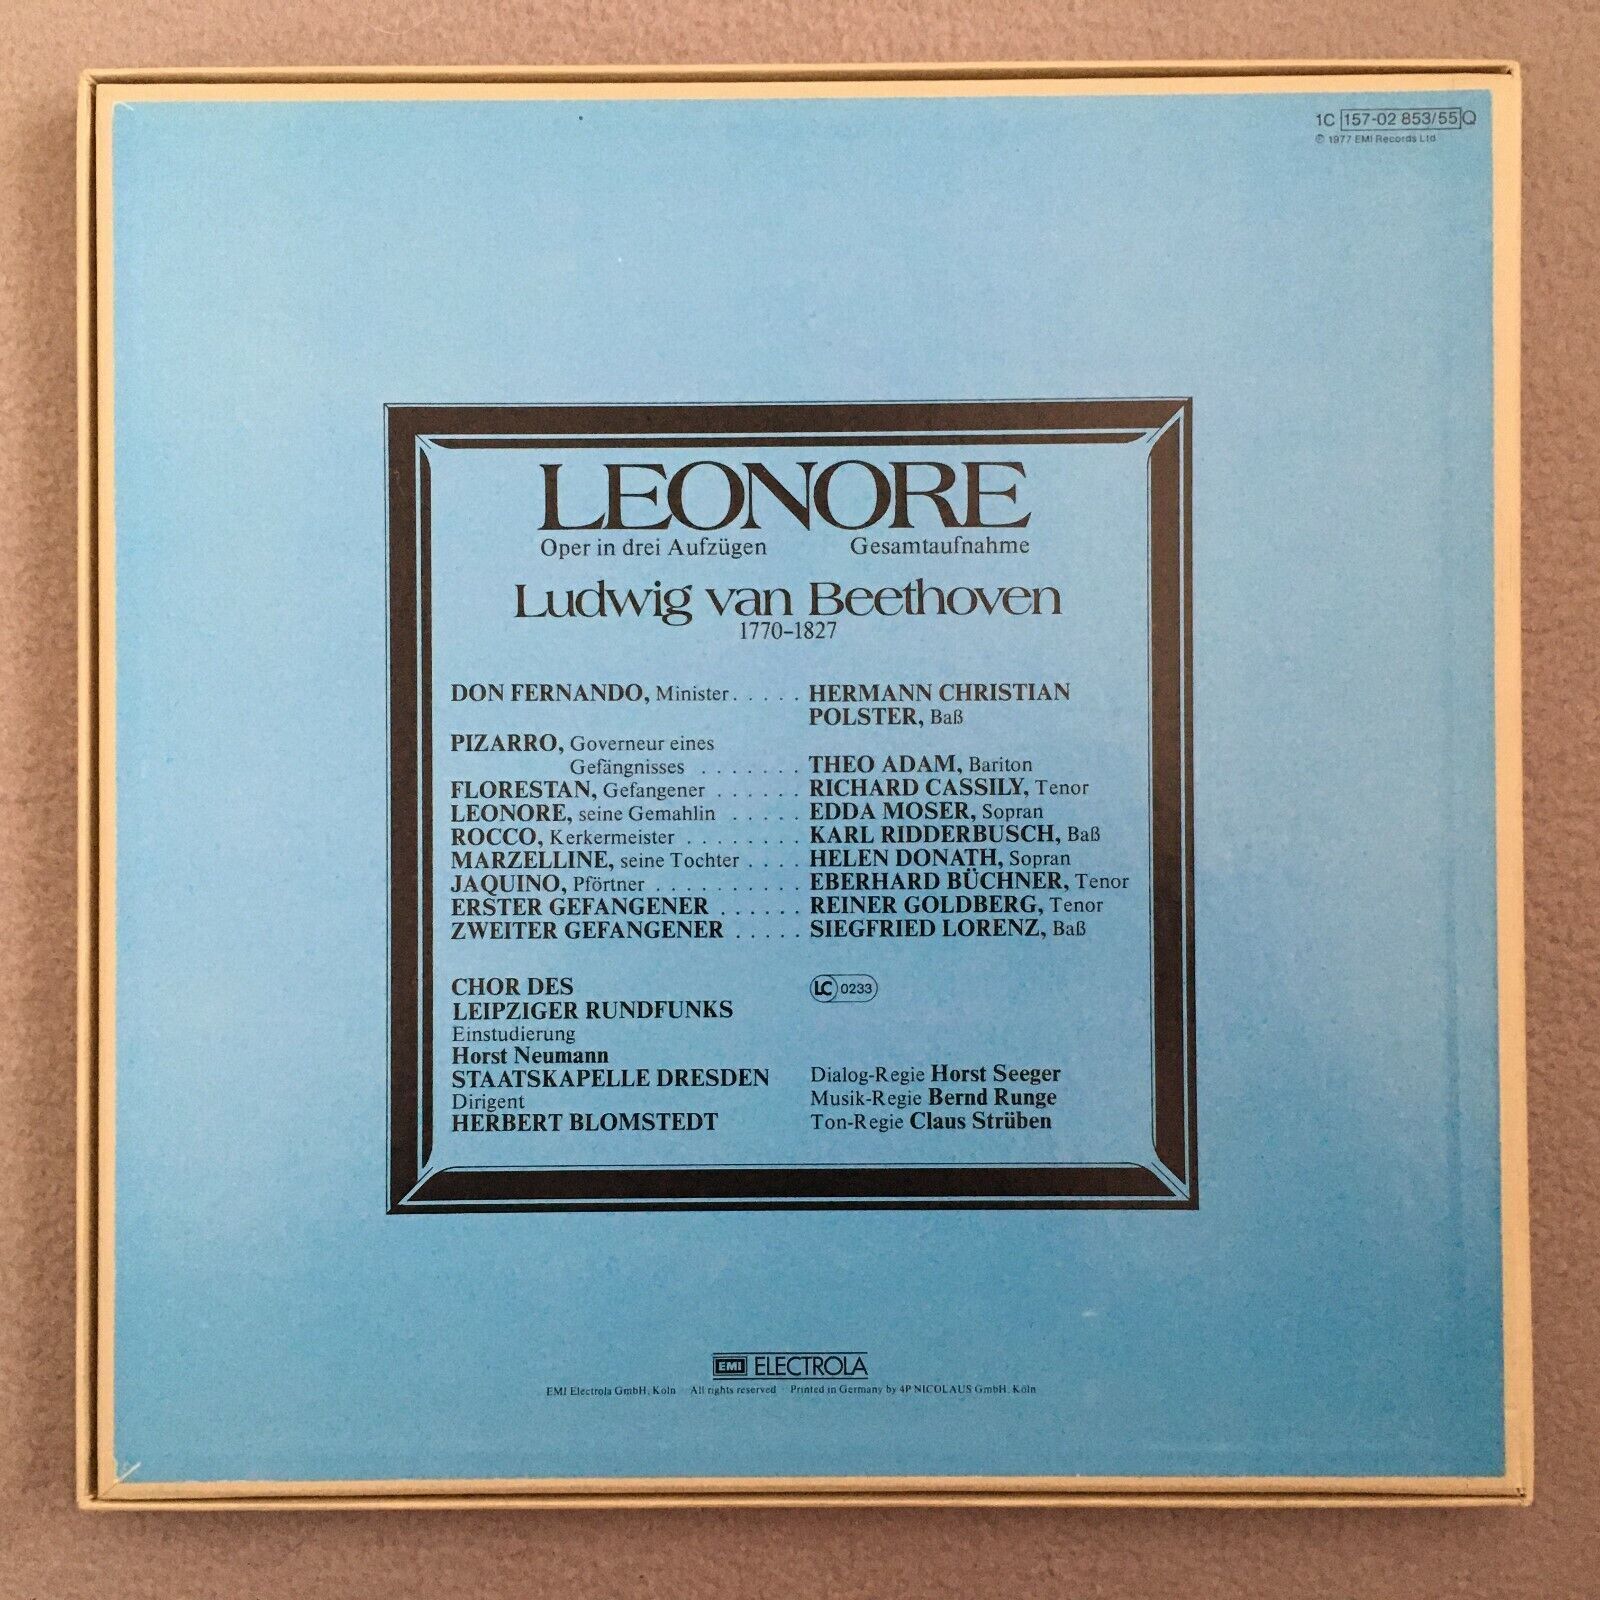 1C 157-02 853/55 Q
℗ 1977 EMI Records Ltd
LEONORE
Oper in drei Aufzügen Gesamtaufnahme
Ludwig van Beethoven
1770–1827
DON FERNANDO, Minister . . . . . HERMANN CHRISTIAN
POLSTER, Baß
PIZARRO, Governeur eines
Gefängnisses . . . . . . . THEO ADAM, Bariton
FLORESTAN, Gefangener . . . . . . RICHARD CASSILY, Tenor
LEONORE, seine Gemahlin . . . . . EDDA MOSER, Sopran
ROCCO, Kerkermeister . . . . . . . . KARL RIDDERBUSCH, Baß
MARZELLINE, seine Tochter . . . . HELEN DONATH, Sopran
JAQUINO, Pförtner . . . . . . . . . . EBERHARD BÜCHNER, Tenor
ERSTER GEFANGENER . . . . . . REINER GOLDBERG, Tenor
ZWEITER GEFANGENER . . . . . SIEGFRIED LORENZ, Baß
CHOR DES
LEIPZIGER RUNDFUNKS
Einstudierung
Horst Neumann
STAATSKAPELLE DRESDEN
Dirigent
HERBERT BLOMSTEDT
LC 0233
Dialog-Regie Horst Seeger
Musik-Regie Bernd Runge
Ton-Regie Claus Strüben
EMI ELECTROLA
EMI Electrola GmbH, Köln · All rights reserved · Printed in Germany by 4P NICOLAUS GmbH, Köln